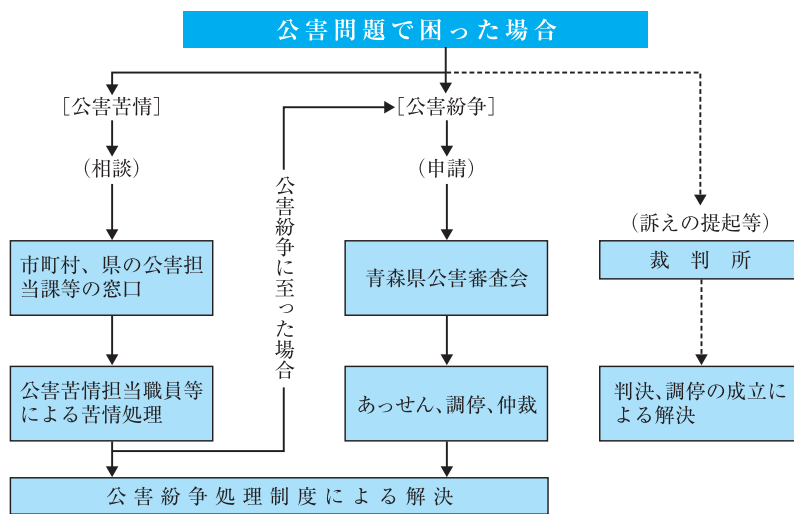 公害問題で困った場合
［公害苦情］
（相談）
市町村、県の公害担
当課等の窓口
公害苦情担当職員等
による苦情処理
公害紛争に至った場合
［公害紛争］
（申請）
青森県公害審査会
あっせん、調停、仲裁
（訴えの提起等）
裁判所
判決、調停の成立に
よる解決
公害紛争処理制度による解決